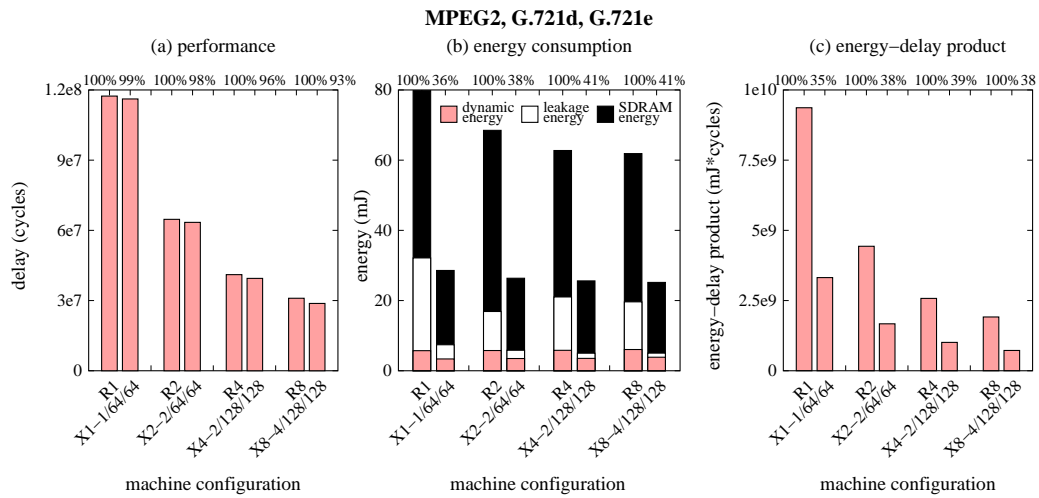 MPEG2, G.721d, G.721e
(a) performance
100% 99% 100% 98% 100% 96% 100% 93%
1.2e8
9e7
6e7
3e7
0
delay (cycles)
R1
X1−1/64/64
R2
X2−2/64/64
R4
X4−2/128/128
R8
X8−4/128/128
machine configuration
(b) energy consumption
100% 36% 100% 38% 100% 41% 100% 41%
80
60
40
20
0
energy (mJ)
dynamic energy
leakage energy
SDRAM energy
R1
X1−1/64/64
R2
X2−2/64/64
R4
X4−2/128/128
R8
X8−4/128/128
machine configuration
(c) energy−delay product
100% 35% 100% 38% 100% 39% 100% 38
1e10
7.5e9
5e9
2.5e9
0
energy−delay product (mJ*cycles)
R1
X1−1/64/64
R2
X2−2/64/64
R4
X4−2/128/128
R8
X8−4/128/128
machine configuration